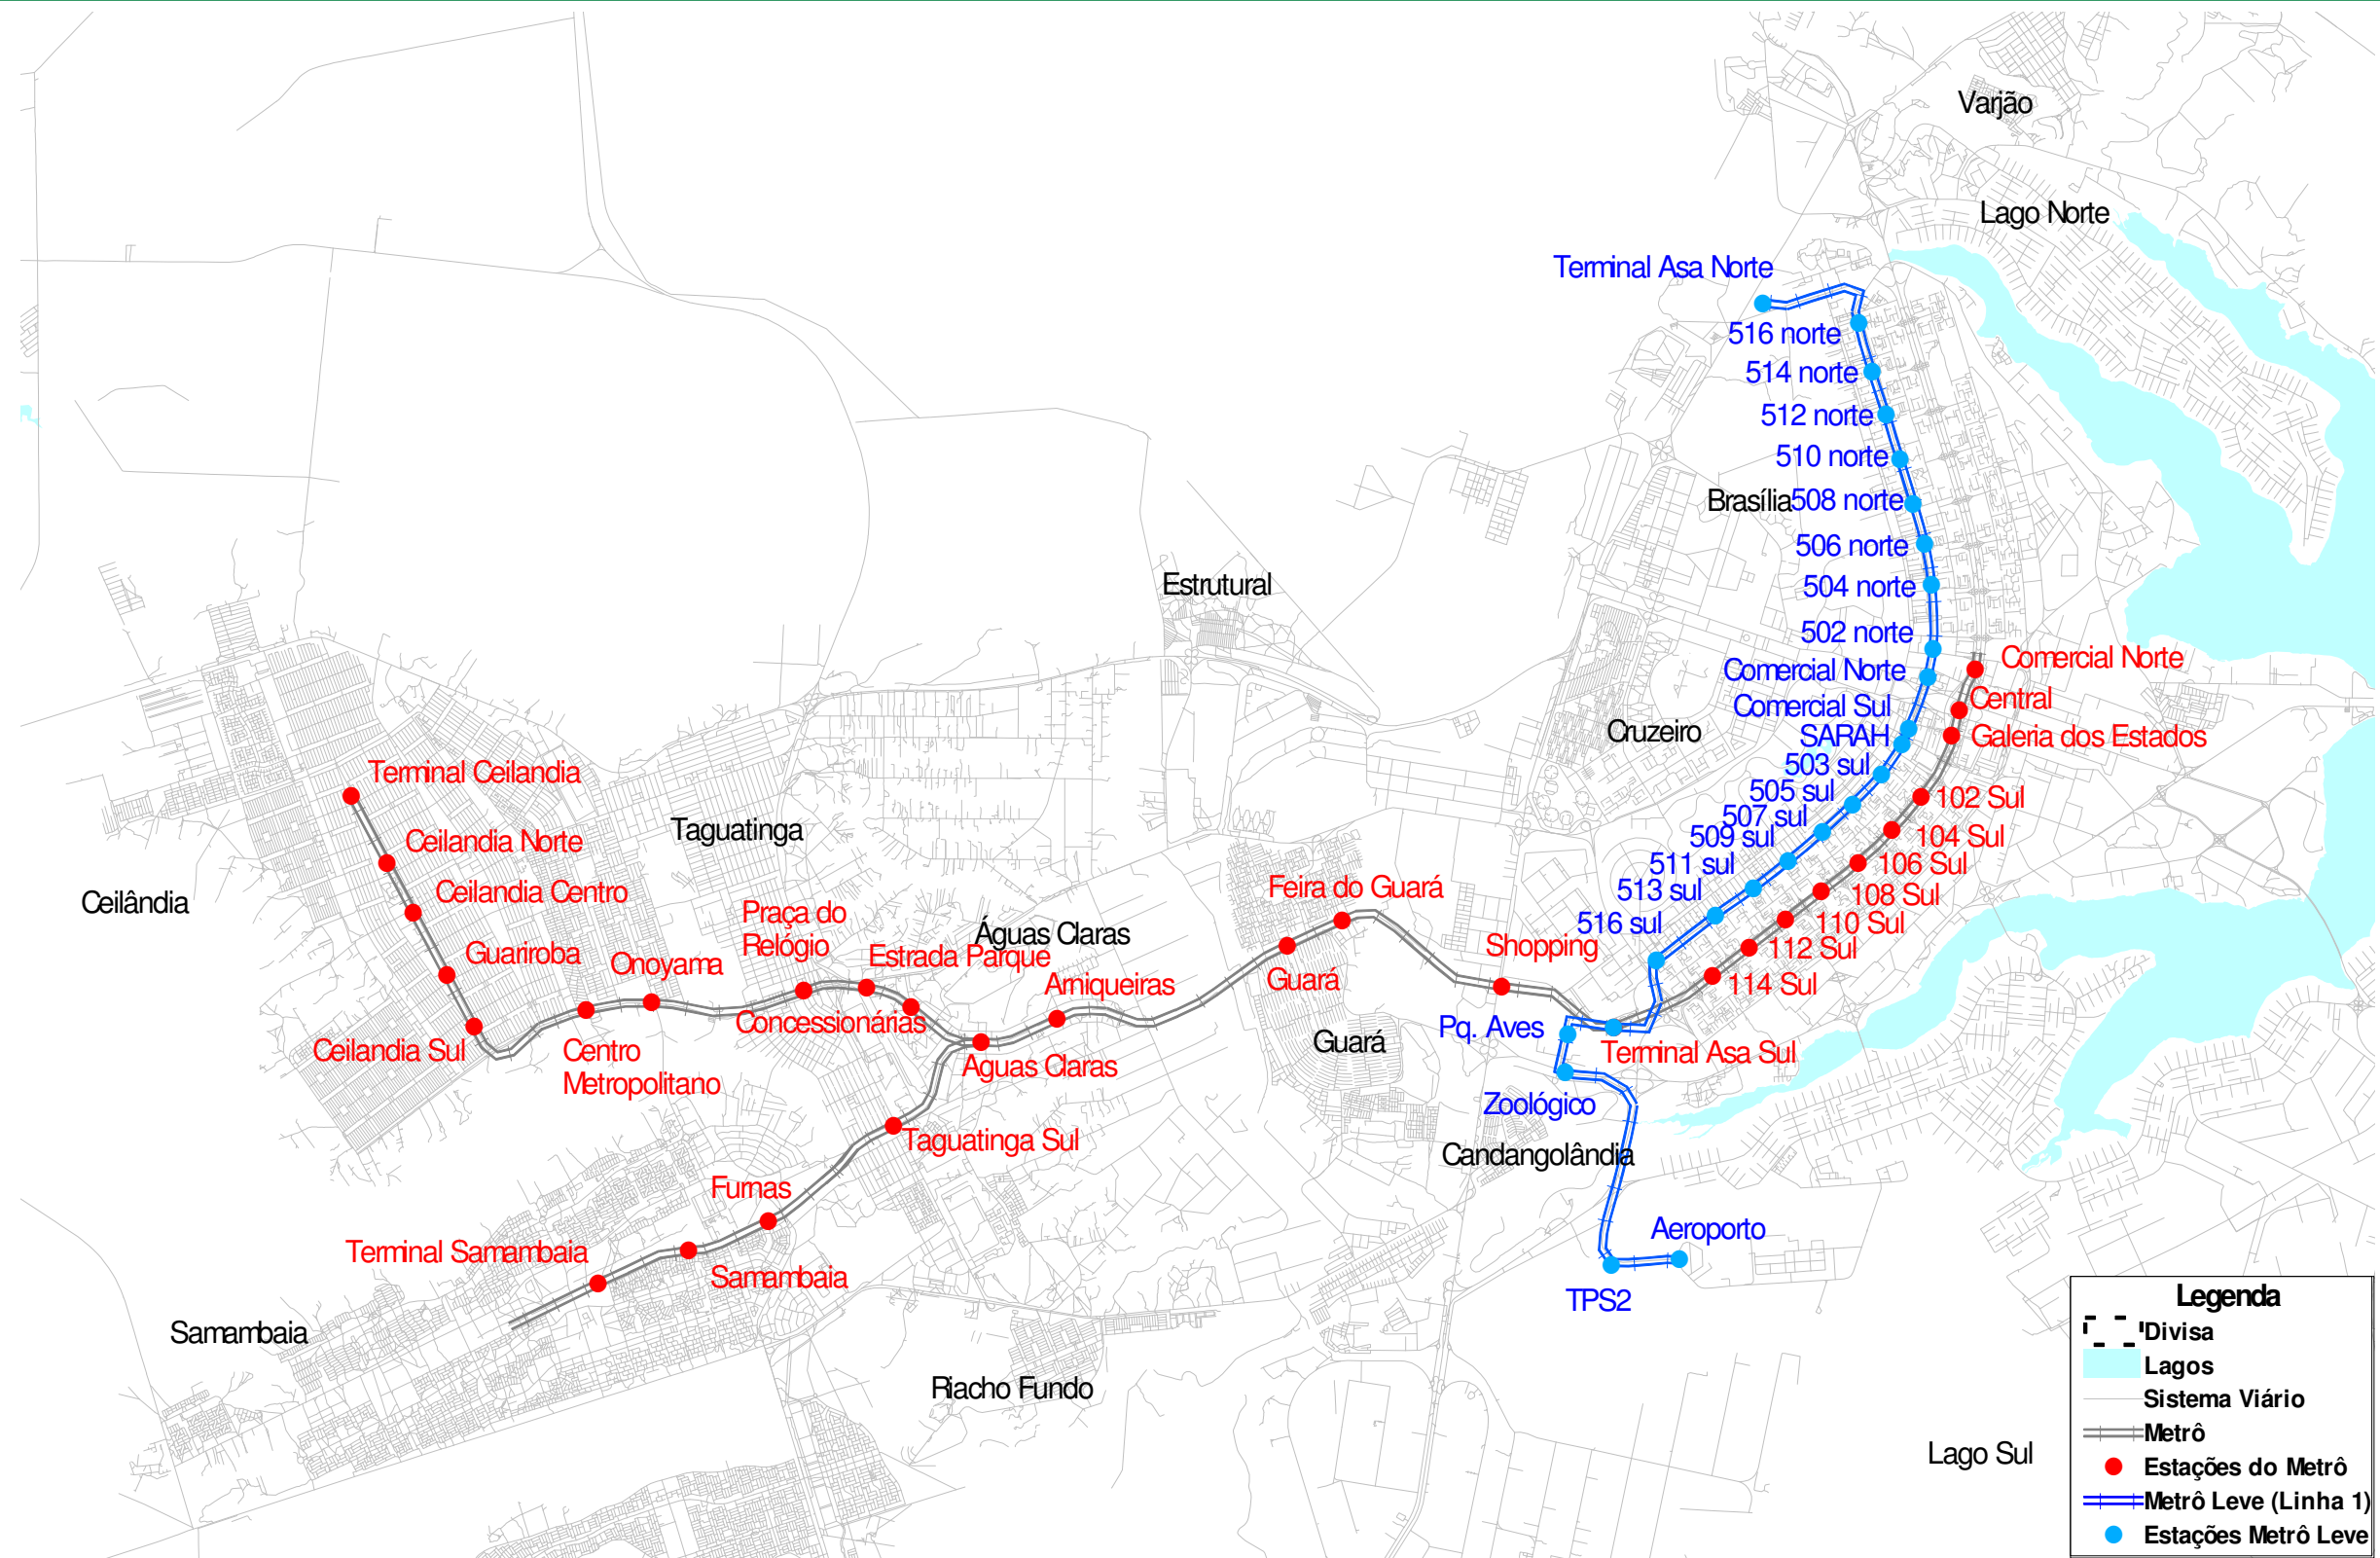 Varjão
Lago Norte
Terminal Asa Norte
516 norte
514 norte
512 norte
510 norte
Brasília
508 norte
506 norte
504 norte
502 norte
Comercial Norte
Comercial Norte
Central
Comercial Sul
SARAH
Galeria dos Estados
503 sul
505 sul
507 sul
509 sul
511 sul
513 sul
516 sul
102 Sul
104 Sul
106 Sul
108 Sul
110 Sul
112 Sul
114 Sul
Estrutural
Cruzeiro
Terminal Ceilandia
Taguatinga
Ceilandia Norte
Ceilandia Centro
Ceilândia
Guariroba
Onoyama
Praça do
Relógio
Águas Claras
Estrada Parque
Arniqueiras
Feira do Guará
Guará
Shopping
Concessionárias
Ceilandia Sul
Centro
Metropolitano
Aguas Claras
Guará
Pq. Aves
Terminal Asa Sul
Zoológico
Taguatinga Sul
Candangolândia
Furnas
Terminal Samambaia
Samambaia
Aeroporto
TPS2
Samambaia
Riacho Fundo
Lago Sul
Legenda
Divisa
Lagos
Sistema Viário
Metrô
Estações do Metrô
Metrô Leve (Linha 1)
Estações Metrô Leve